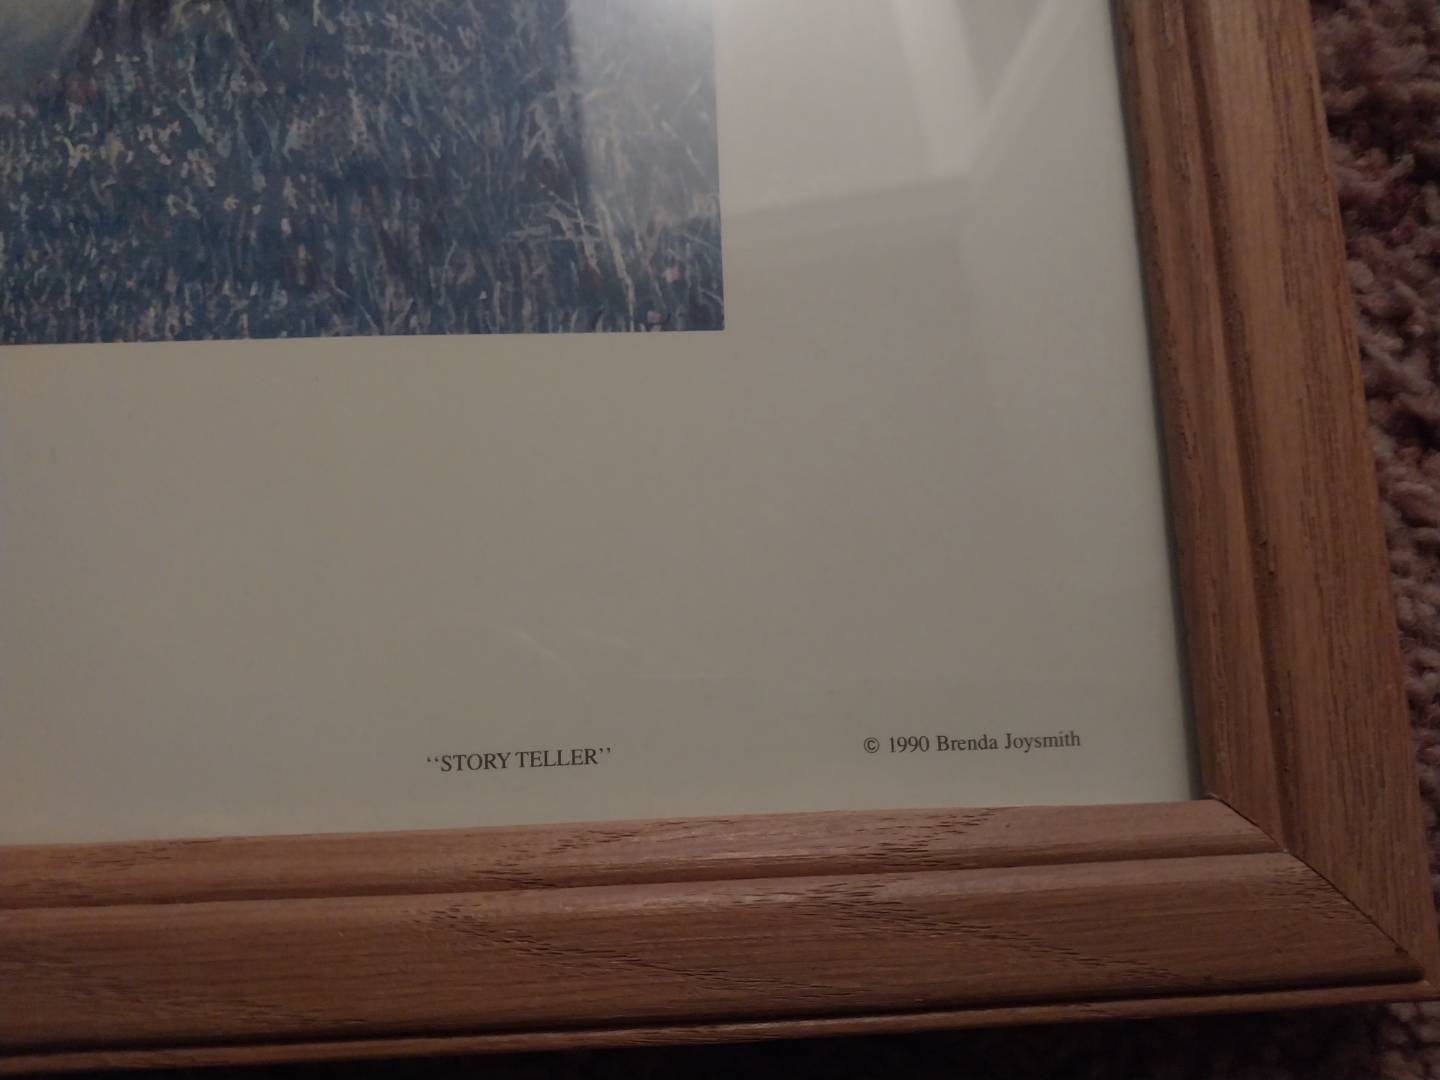 ‘‘STORY TELLER’’
© 1990 Brenda Joysmith